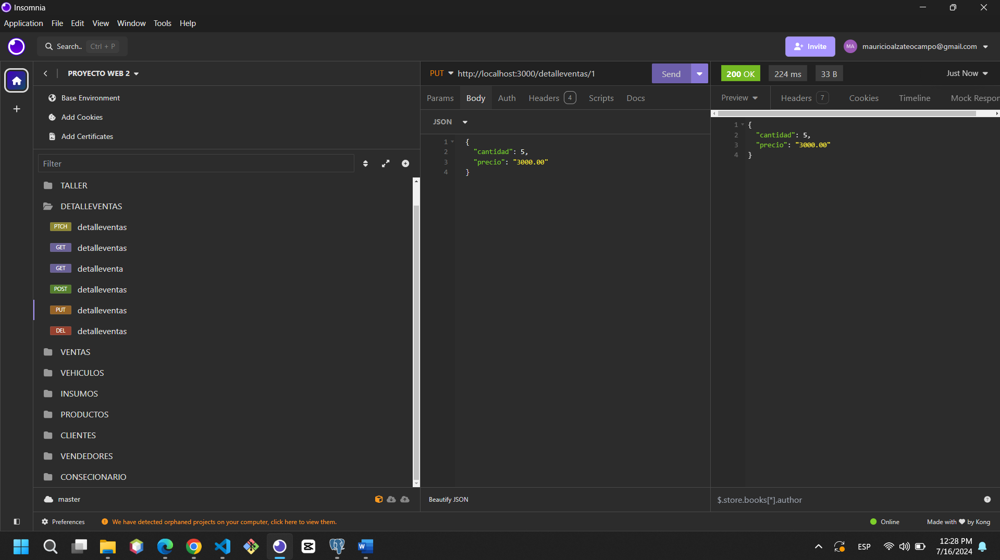 Insomnia
Application File Edit View Window Tools Help
Search.. Ctrl + P
Invite
MA mauricioalzateocampo@gmail.com
PROYECTO WEB 2
Base Environment
Add Cookies
Add Certificates
Filter
TALLER
DETALLEVENTAS
PTCH detalleventas
GET detalleventas
GET detalleventa
POST detalleventas
PUT detalleventas
DEL detalleventas
VENTAS
VEHICULOS
INSUMOS
PRODUCTOS
CLIENTES
VENDEDORES
CONSECIONARIO
master
PUT http://localhost:3000/detalleventas/1 Send
Params Body Auth Headers 4 Scripts Docs
JSON
1 {
2 "cantidad": 5,
3 "precio": "3000.00"
4 }
Beautify JSON
200 OK 224 ms 33 B Just Now
Preview Headers 7 Cookies Timeline Mock Respor
1 {
2 "cantidad": 5,
3 "precio": "3000.00"
4 }
$.store.books[*].author
Preferences We have detected orphaned projects on your computer, click here to view them.
Online Made with ❤ by Kong
ESP
12:28 PM
7/16/2024